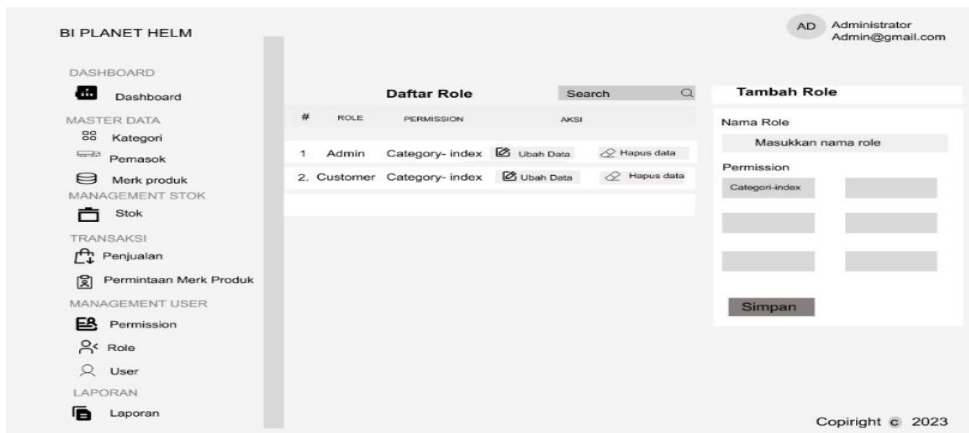 BI PLANET HELM
AD Administrator
Admin@gmail.com
DASHBOARD
Dashboard
MASTER DATA
Kategori
Pemasok
Merk produk
MANAGEMENT STOK
Stok
TRANSAKSI
Penjualan
Permintaan Merk Produk
MANAGEMENT USER
Permission
Role
User
LAPORAN
Laporan
Daftar Role Search
# ROLE PERMISSION AKSI
1 Admin Category- index Ubah Data Hapus data
2. Customer Category- index Ubah Data Hapus data
Tambah Role
Nama Role
Masukkan nama role
Permission
Categori-index
Simpan
Copiright c 2023